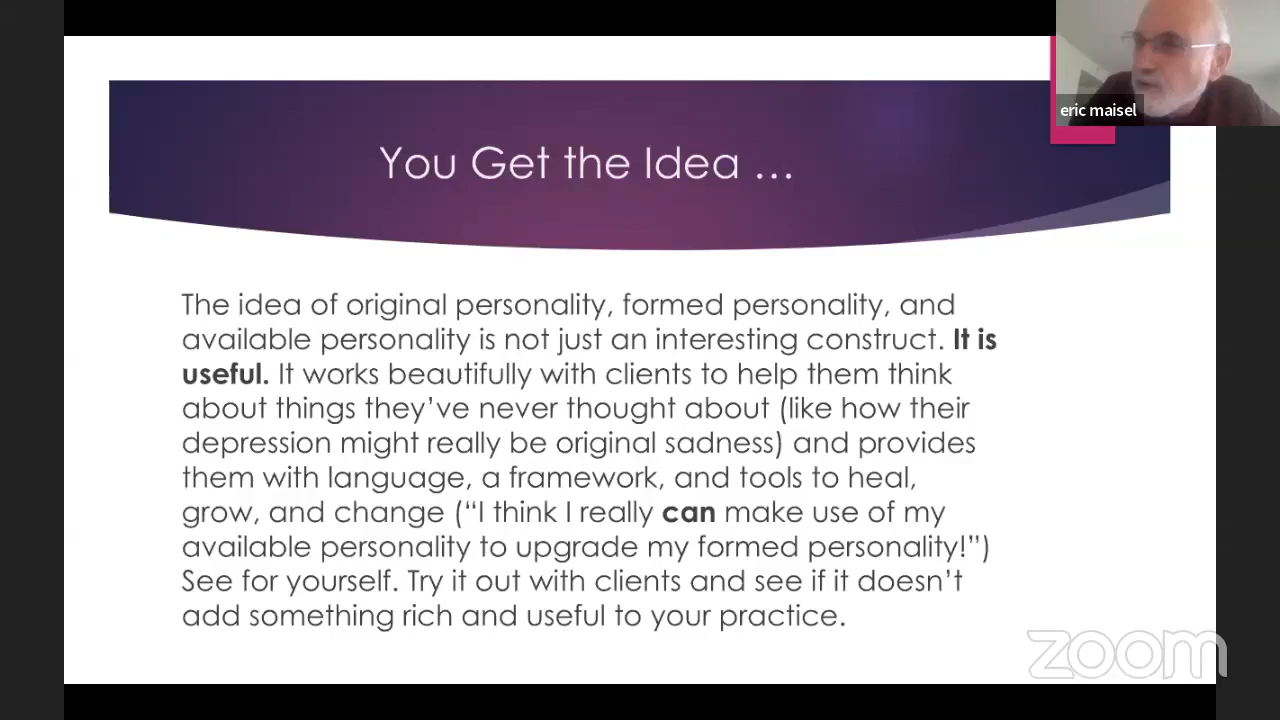 eric maisel
You Get the Idea …
The idea of original personality, formed personality, and
available personality is not just an interesting construct. It is
useful. It works beautifully with clients to help them think
about things they’ve never thought about (like how their
depression might really be original sadness) and provides
them with language, a framework, and tools to heal,
grow, and change (“I think I really can make use of my
available personality to upgrade my formed personality!”)
See for yourself. Try it out with clients and see if it doesn’t
add something rich and useful to your practice.
zoom